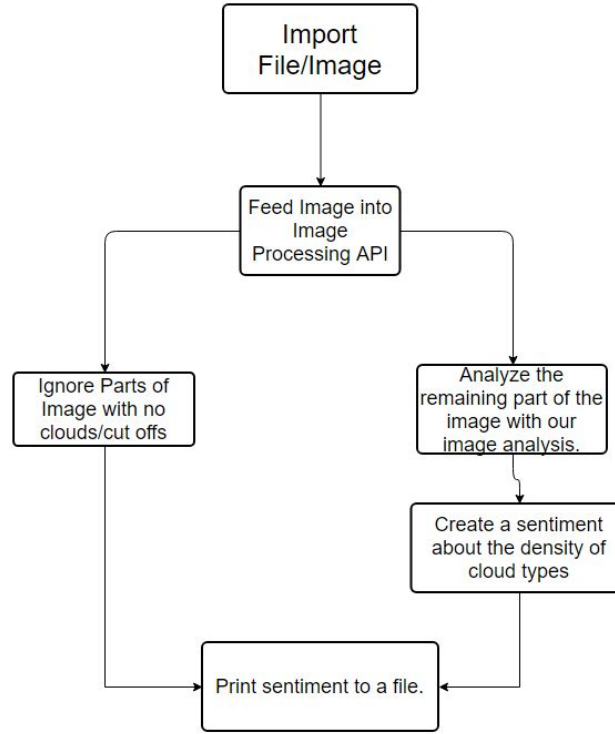 Import
File/Image
Feed Image into
Image
Processing API
Ignore Parts of
Image with no
clouds/cut offs
Analyze the
remaining part of the
image with our
image analysis.
Create a sentiment
about the density of
cloud types
Print sentiment to a file.